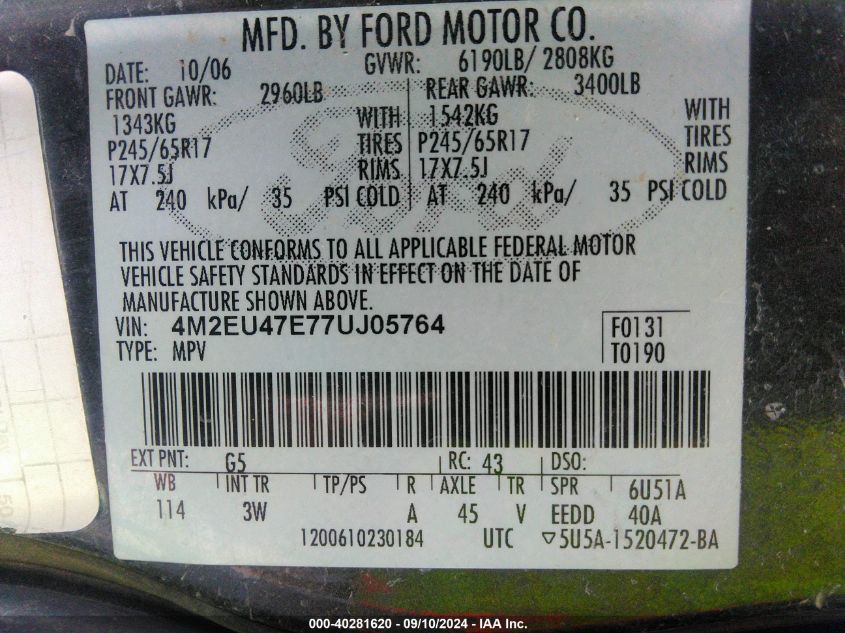 MFD. BY FORD MOTOR CO.
DATE: 10/06 GVWR: 6190LB/ 2808KG
FRONT GAWR: 2960LB REAR GAWR: 3400LB
1343KG WITH 1542KG WITH
P245/65R17 TIRES P245/65R17 TIRES
17X7.5J RIMS 17X7.5J RIMS
AT 240 kPa/ 35 PSI COLD AT 240 kPa/ 35 PSI COLD
Ford
THIS VEHICLE CONFORMS TO ALL APPLICABLE FEDERAL MOTOR
VEHICLE SAFETY STANDARDS IN EFFECT ON THE DATE OF
MANUFACTURE SHOWN ABOVE.
VIN: 4M2EU47E77UJ05764 F0131
TYPE: MPV T0190
EXT PNT: G5 RC: 43 DSO:
WB INT TR TP/PS R AXLE TR SPR 6U51A
114 3W A 45 V EEDD 40A
1200610230184 UTC ▽5U5A-1520472-BA
000-40281620 - 09/10/2024 - IAA Inc.